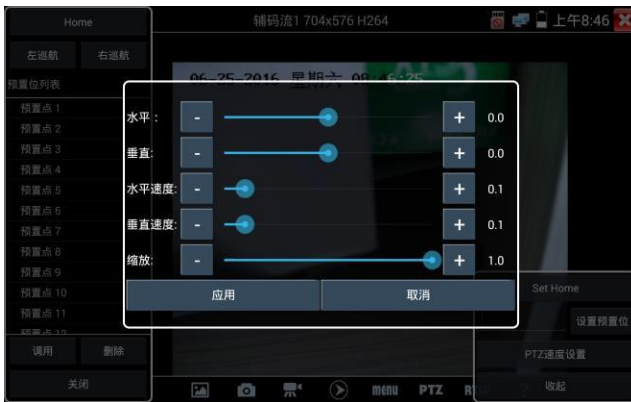 Home
辅码流1 704x576 H264
上午8:46
左巡航 右巡航
06-25-2016 星期六 08:46:25
预置位列表
预置点 1
预置点 2
预置点 3
预置点 4
预置点 5
预置点 6
预置点 7
预置点 8
预置点 9
预置点 10
预置点 11
预置点 12
水平: - + 0.0
垂直: - + 0.0
水平速度: - + 0.1
垂直速度: - + 0.1
缩放: - + 1.0
应用 取消
Set Home
设置预置位
PTZ速度设置
收起
调用 删除
关闭
menu PTZ